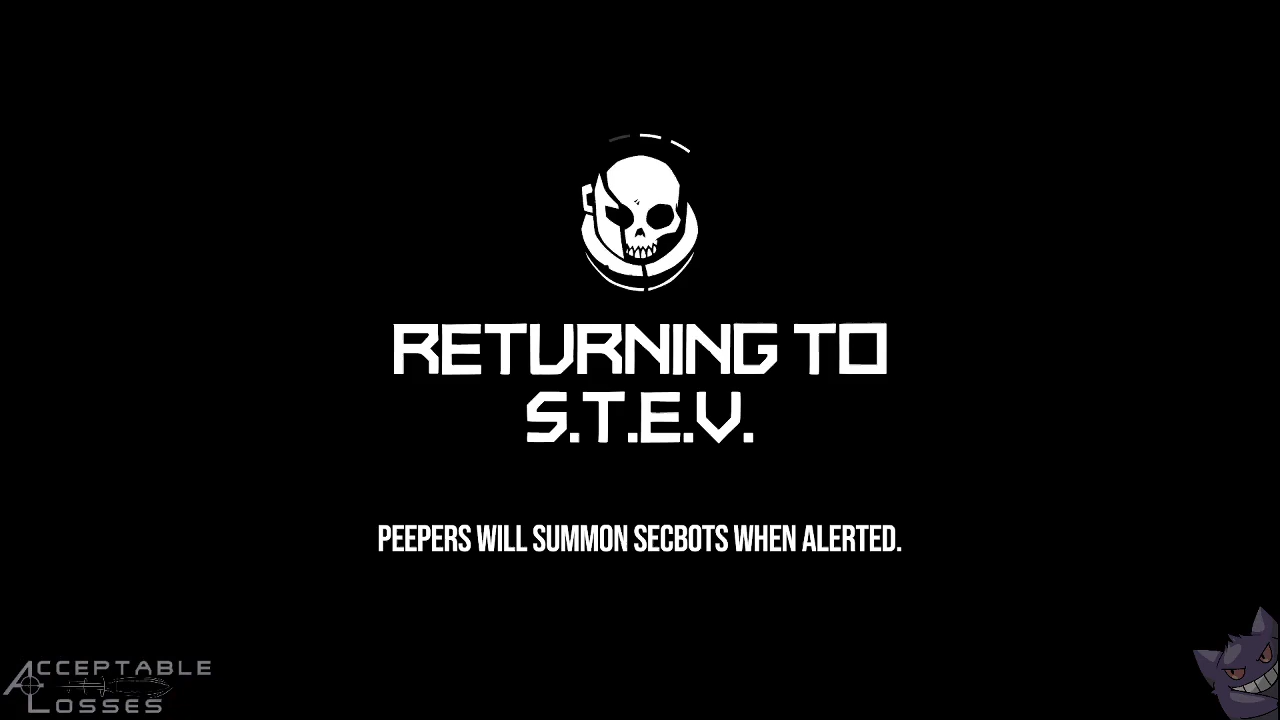 RETURNING TO
S.T.E.V.
PEEPERS WILL SUMMON SECBOTS WHEN ALERTED.
ACCEPTABLE
LOSSES